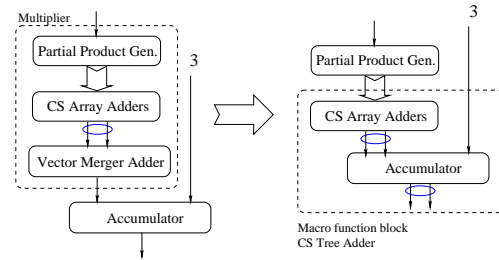 Multiplier
Partial Product Gen.
CS Array Adders
Vector Merger Adder
3
Accumulator
3
Partial Product Gen.
CS Array Adders
Accumulator
Macro function block
CS Tree Adder